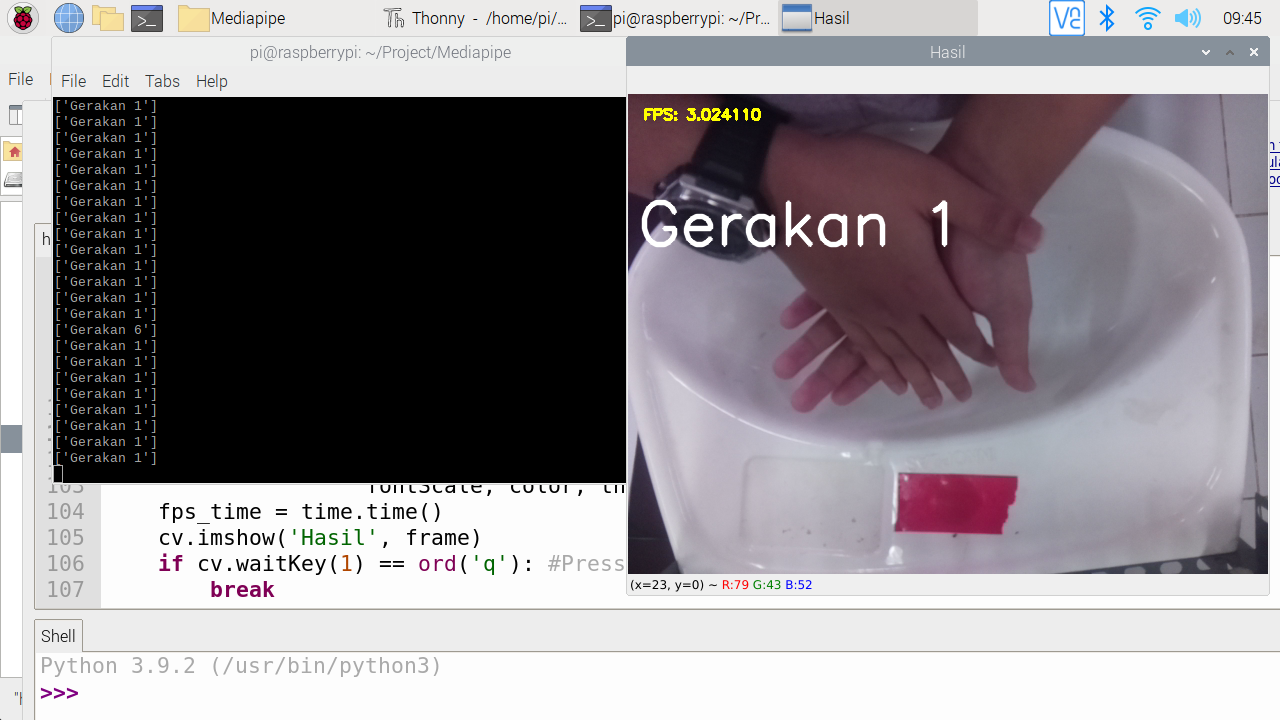 Mediapipe
Thonny - /home/pi/...
pi@raspberrypi: ~/Pr...
Hasil
09:45
File
pi@raspberrypi: ~/Project/Mediapipe
File Edit Tabs Help
['Gerakan 1']
['Gerakan 1']
['Gerakan 1']
['Gerakan 1']
['Gerakan 1']
['Gerakan 1']
['Gerakan 1']
['Gerakan 1']
['Gerakan 1']
['Gerakan 1']
['Gerakan 1']
['Gerakan 1']
['Gerakan 1']
['Gerakan 1']
['Gerakan 6']
['Gerakan 1']
['Gerakan 1']
['Gerakan 1']
['Gerakan 1']
['Gerakan 1']
['Gerakan 1']
['Gerakan 1']
['Gerakan 1']
Hasil
FPS: 3.024110
Gerakan 1
(x=23, y=0) ~ R:79 G:43 B:52
103 fontScale, color, th
104 fps_time = time.time()
105 cv.imshow('Hasil', frame)
106 if cv.waitKey(1) == ord('q'): #Press
107 break
Shell
Python 3.9.2 (/usr/bin/python3)
>>>